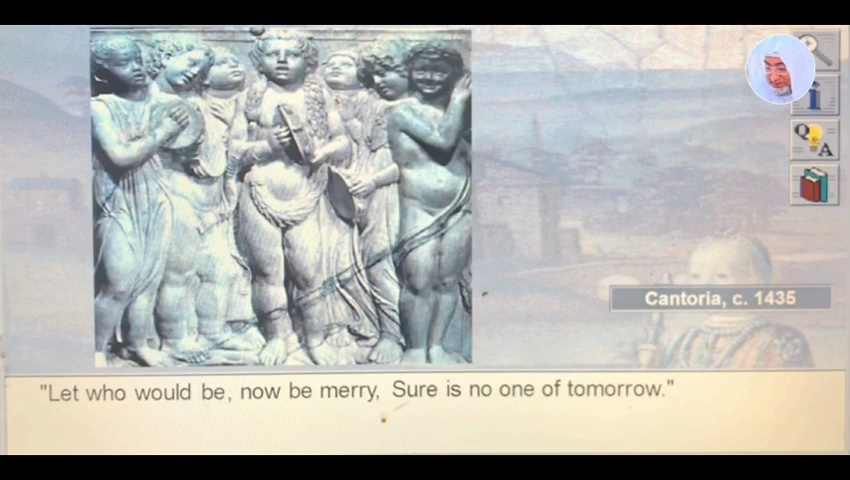 Q
A
Cantoria, c. 1435
"Let who would be, now be merry, Sure is no one of tomorrow."